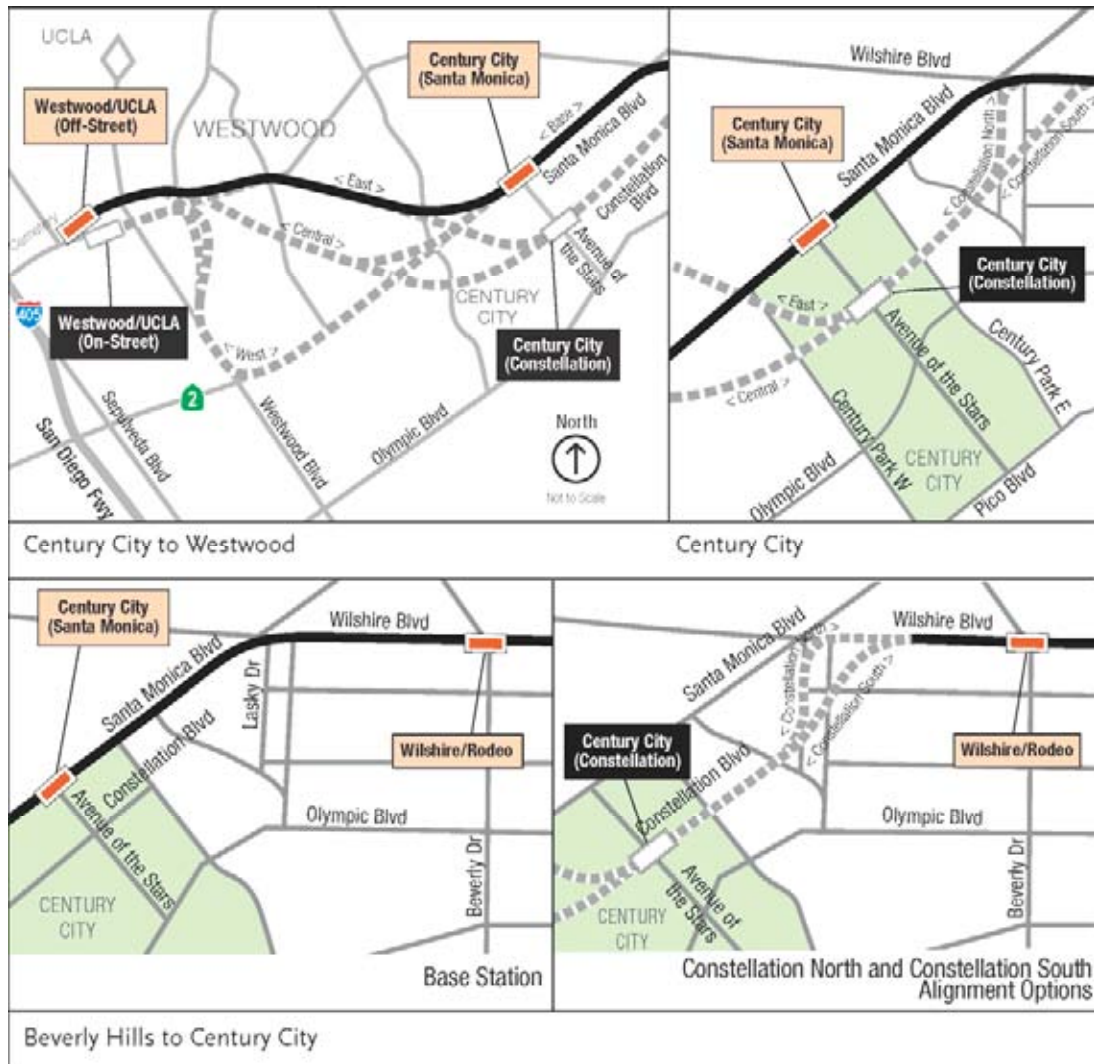 UCLA
Westwood/UCLA
(Off-Street)
WESTWOOD
Century City
(Santa Monica)
< Base >
Santa Monica Blvd
Constellation
Blvd
< East >
< Central >
Avenue of
the Stars
Cemetery
405
Westwood/UCLA
(On-Street)
< West >
CENTURY
CITY
Century City
(Constellation)
2
Sepulveda Blvd
San Diego Fwy
Westwood Blvd
Olympic Blvd
North
Not to Scale
Century City to Westwood
Wilshire Blvd
Santa Monica Blvd
< Constellation North >
< Constellation South >
Century City
(Santa Monica)
Century City
(Constellation)
< East >
< Central >
Avenue of the Stars
Century Park E
Century Park W
Olympic Blvd
CENTURY
CITY
Pico Blvd
Century City
Century City
(Santa Monica)
Wilshire Blvd
Santa Monica Blvd
Lasky Dr
Constellation Blvd
Wilshire/Rodeo
Avenue of the Stars
Olympic Blvd
Beverly Dr
CENTURY
CITY
Base Station
Santa Monica Blvd
Wilshire Blvd
< Constellation North >
< Constellation South >
Century City
(Constellation)
Wilshire/Rodeo
Constellation Blvd
Olympic Blvd
Avenue of
the Stars
Beverly Dr
CENTURY
CITY
Constellation North and Constellation South
Alignment Options
Beverly Hills to Century City